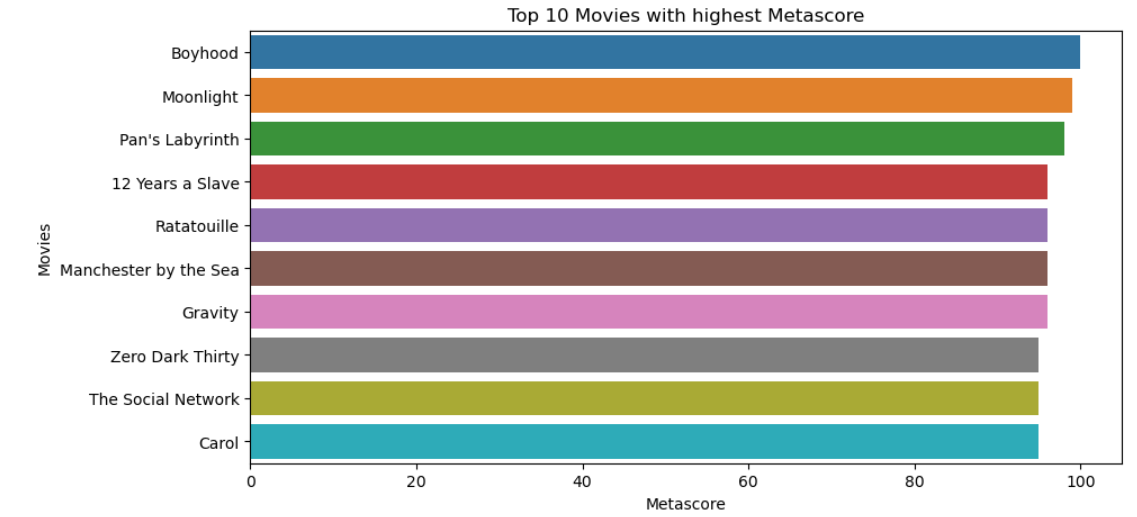 Top 10 Movies with highest Metascore
Boyhood
Moonlight
Pan's Labyrinth
12 Years a Slave
Ratatouille
Manchester by the Sea
Gravity
Zero Dark Thirty
The Social Network
Carol
Movies
0 20 40 60 80 100
Metascore